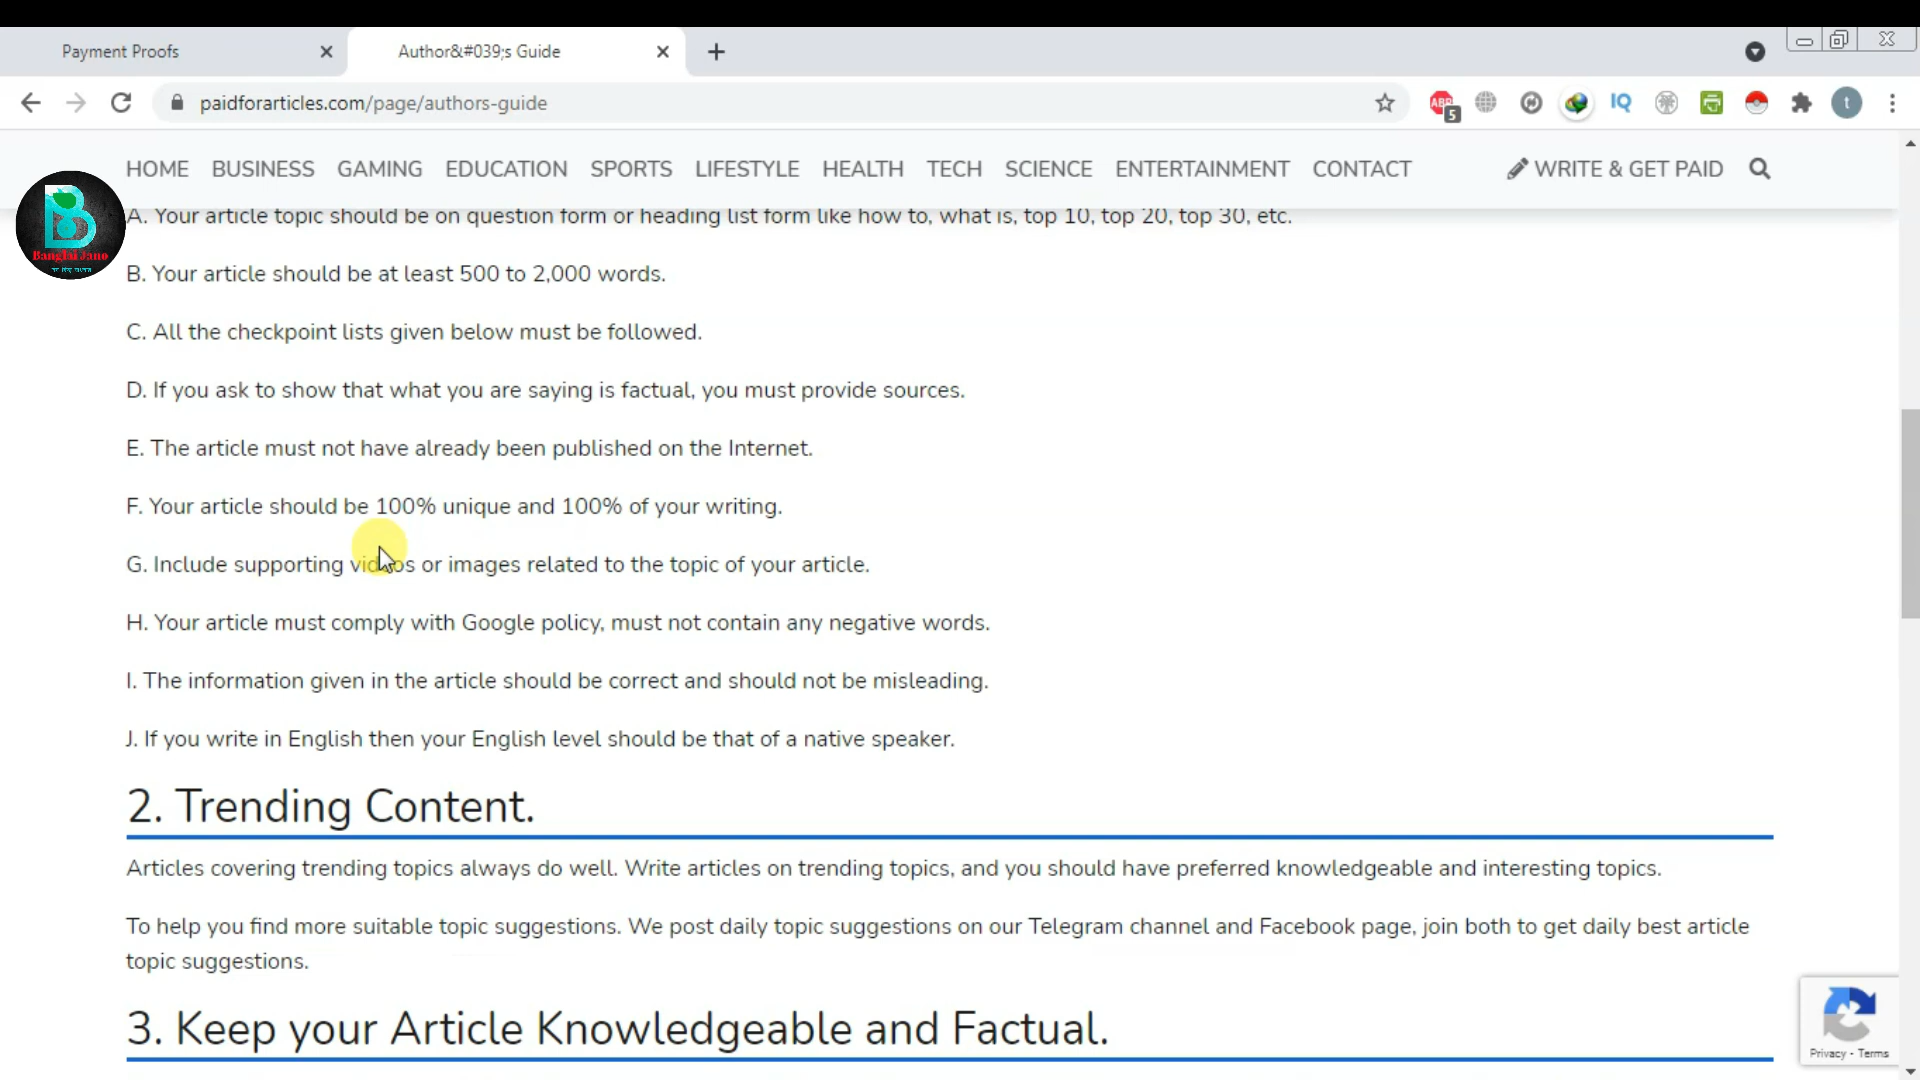 Payment Proofs
Author&#039;s Guide
paidforarticles.com/page/authors-guide
ABP
5
IQ
t
HOME BUSINESS GAMING EDUCATION SPORTS LIFESTYLE HEALTH TECH SCIENCE ENTERTAINMENT CONTACT WRITE & GET PAID
A. Your article topic should be on question form or heading list form like how to, what is, top 10, top 20, top 30, etc.
Banglai Jano
B. Your article should be at least 500 to 2,000 words.
C. All the checkpoint lists given below must be followed.
D. If you ask to show that what you are saying is factual, you must provide sources.
E. The article must not have already been published on the Internet.
F. Your article should be 100% unique and 100% of your writing.
G. Include supporting videos or images related to the topic of your article.
H. Your article must comply with Google policy, must not contain any negative words.
I. The information given in the article should be correct and should not be misleading.
J. If you write in English then your English level should be that of a native speaker.
2. Trending Content.
Articles covering trending topics always do well. Write articles on trending topics, and you should have preferred knowledgeable and interesting topics.
To help you find more suitable topic suggestions. We post daily topic suggestions on our Telegram channel and Facebook page, join both to get daily best article
topic suggestions.
3. Keep your Article Knowledgeable and Factual.
Privacy - Terms